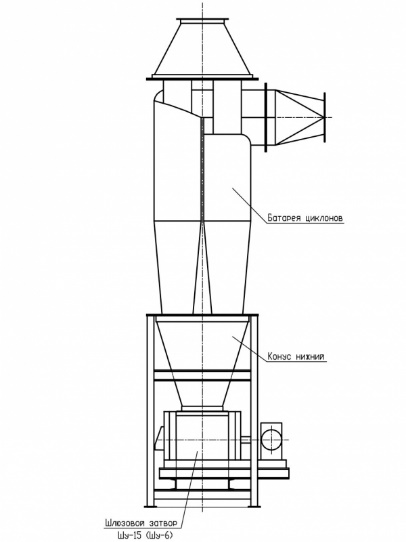 Батарея циклонов
Конус нижний
Шлюзовой затвор
Шу-15 (Шу-6)